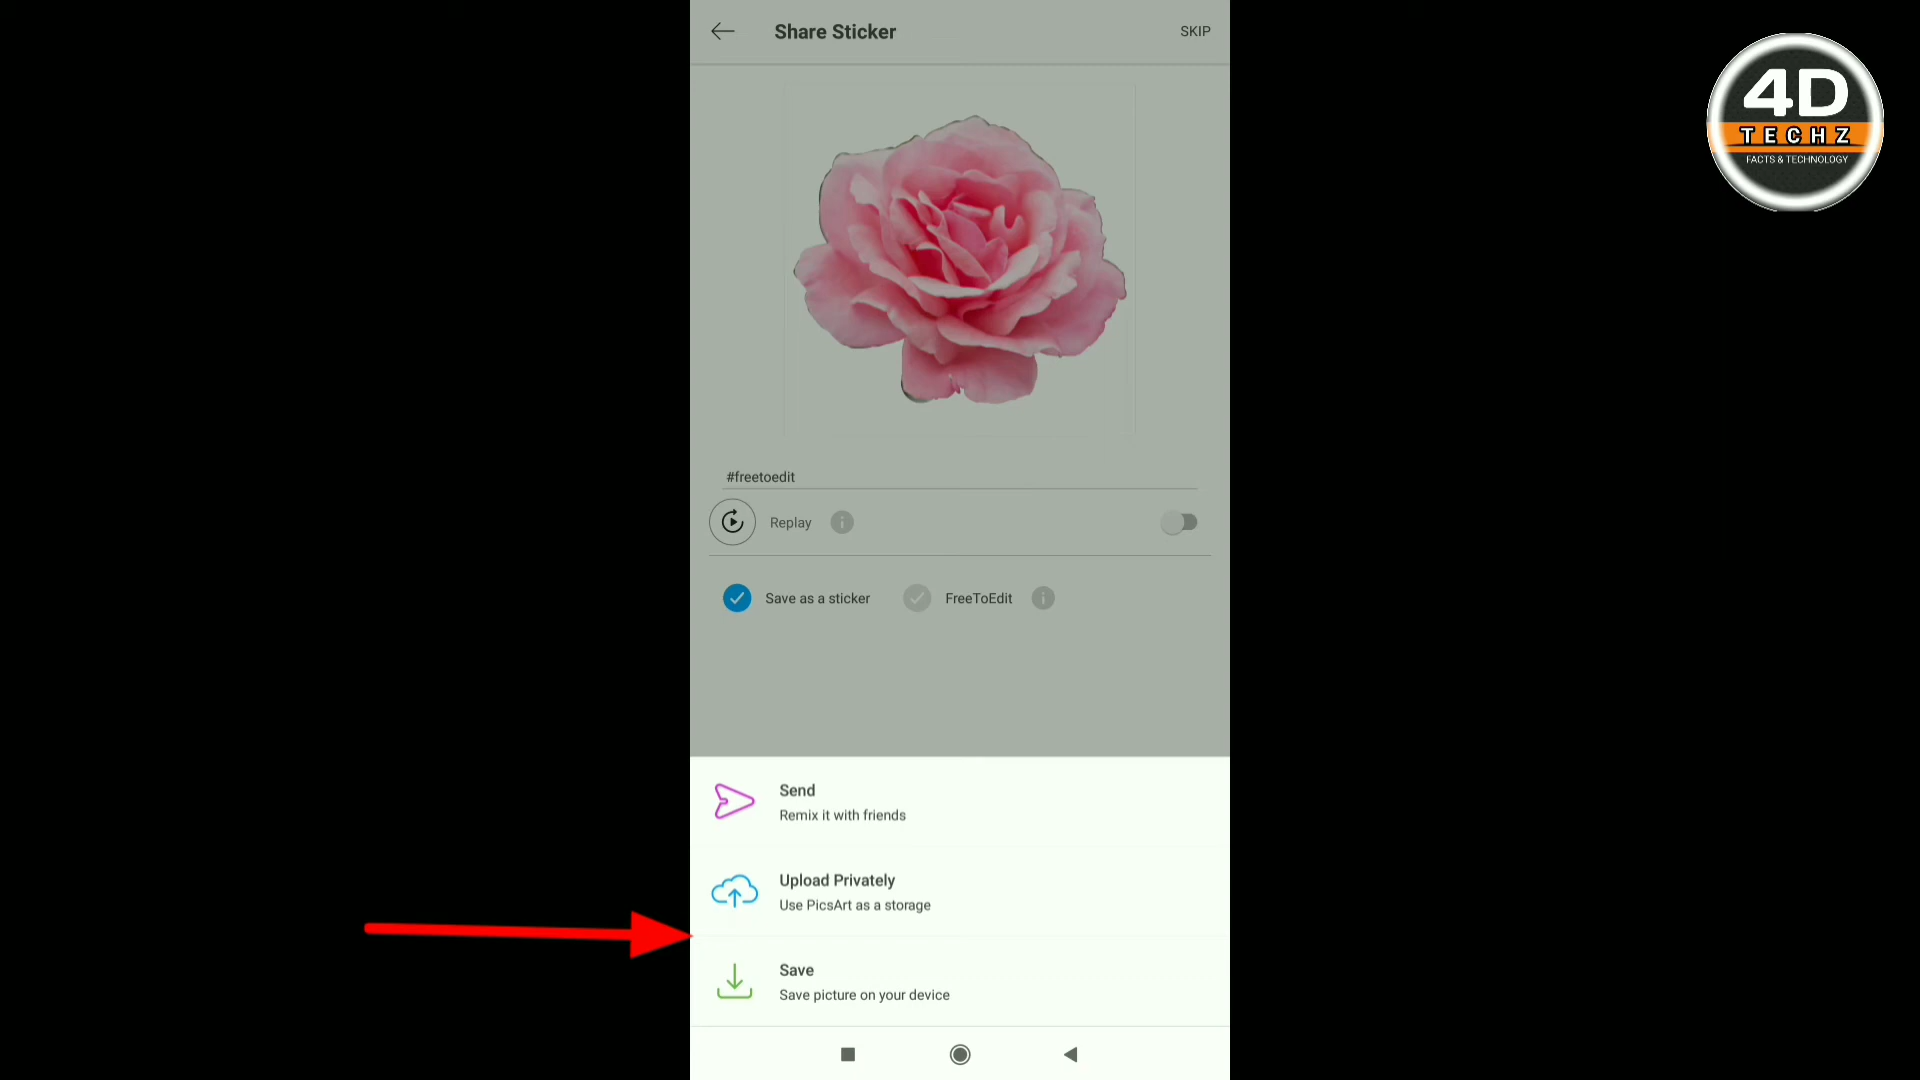 Share Sticker
SKIP
4D
TECHZ
FACTS & TECHNOLOGY
#freetoedit
Replay
Save as a sticker
FreeToEdit
Send
Remix it with friends
Upload Privately
Use PicsArt as a storage
Save
Save picture on your device